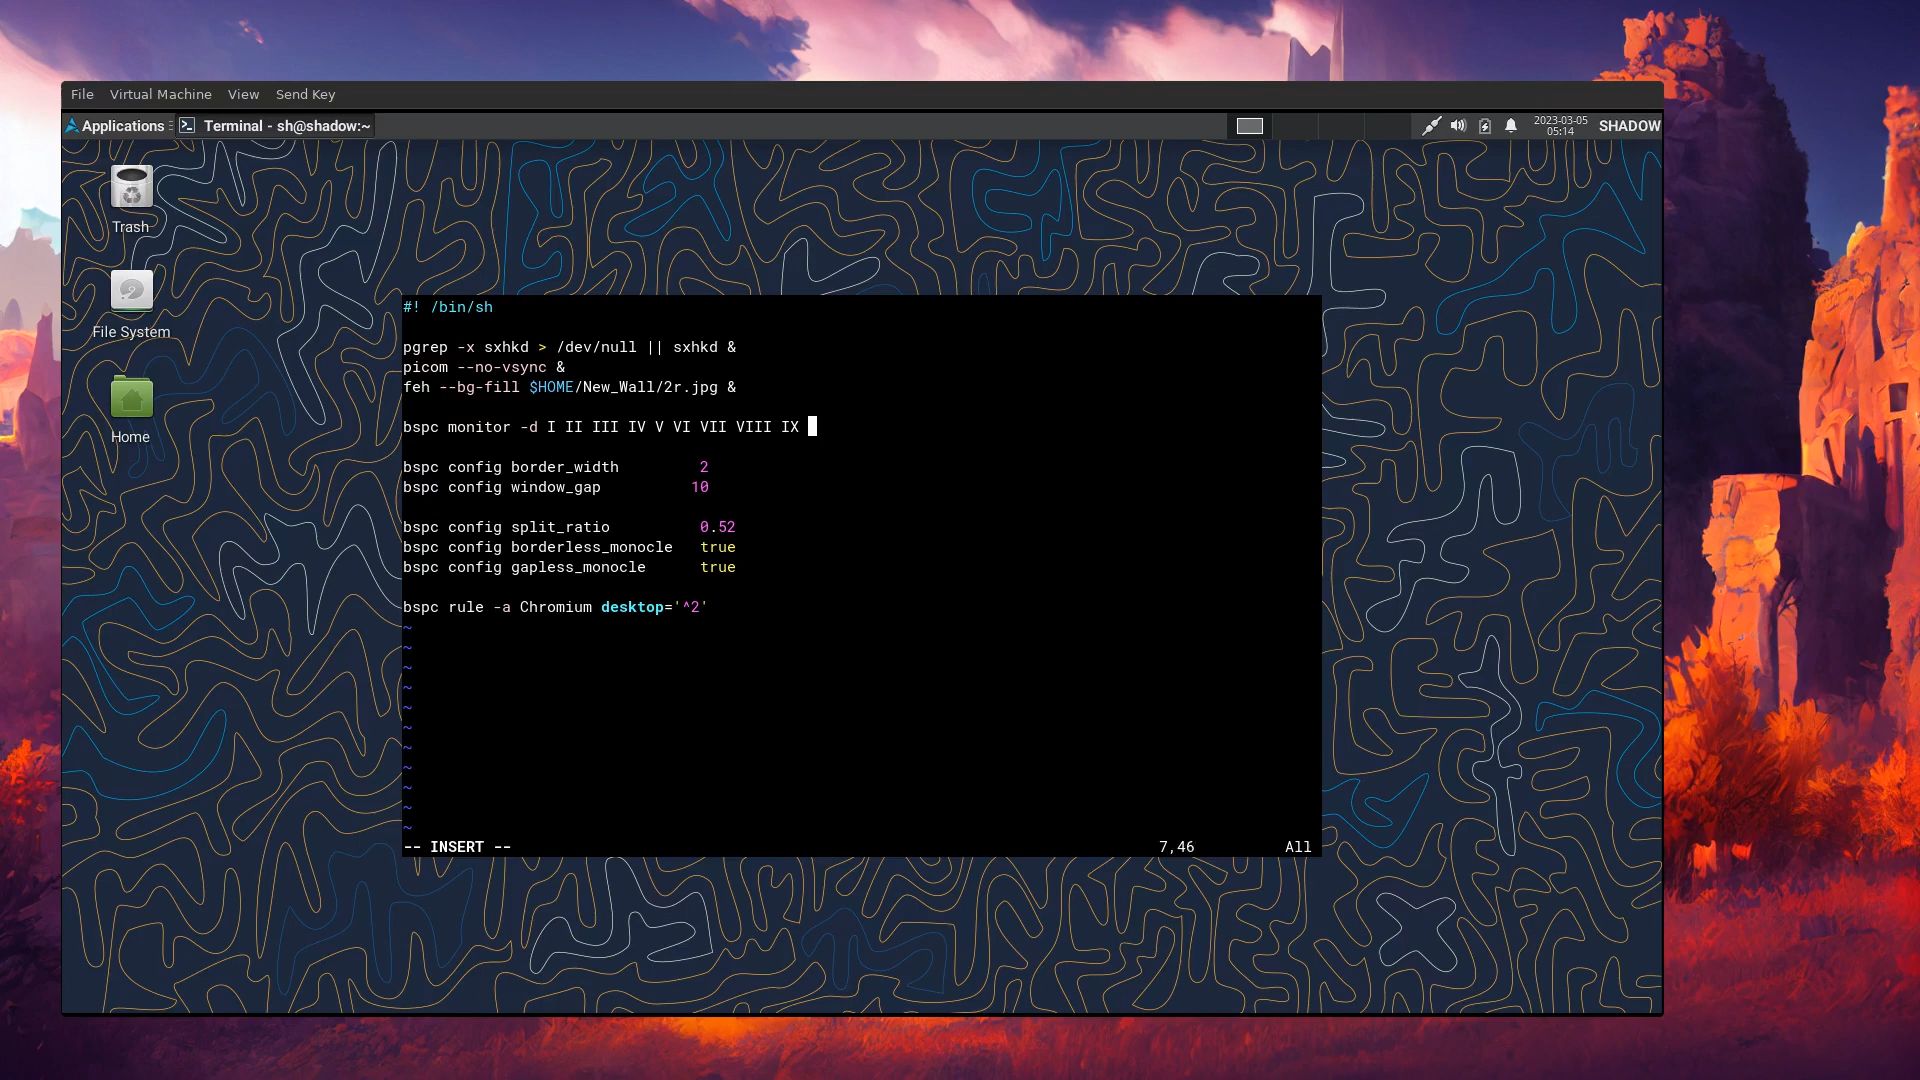 File Virtual Machine View Send Key
Applications Terminal - sh@shadow:~ 2023-03-05 05:14 SHADOW
Trash
File System
Home
#! /bin/sh
pgrep -x sxhkd > /dev/null || sxhkd &
picom --no-vsync &
feh --bg-fill $HOME/New_Wall/2r.jpg &
bspc monitor -d I II III IV V VI VII VIII IX
bspc config border_width 2
bspc config window_gap 10
bspc config split_ratio 0.52
bspc config borderless_monocle true
bspc config gapless_monocle true
bspc rule -a Chromium desktop='^2'
~
~
~
~
~
~
~
~
~
~
~
-- INSERT -- 7,46 All